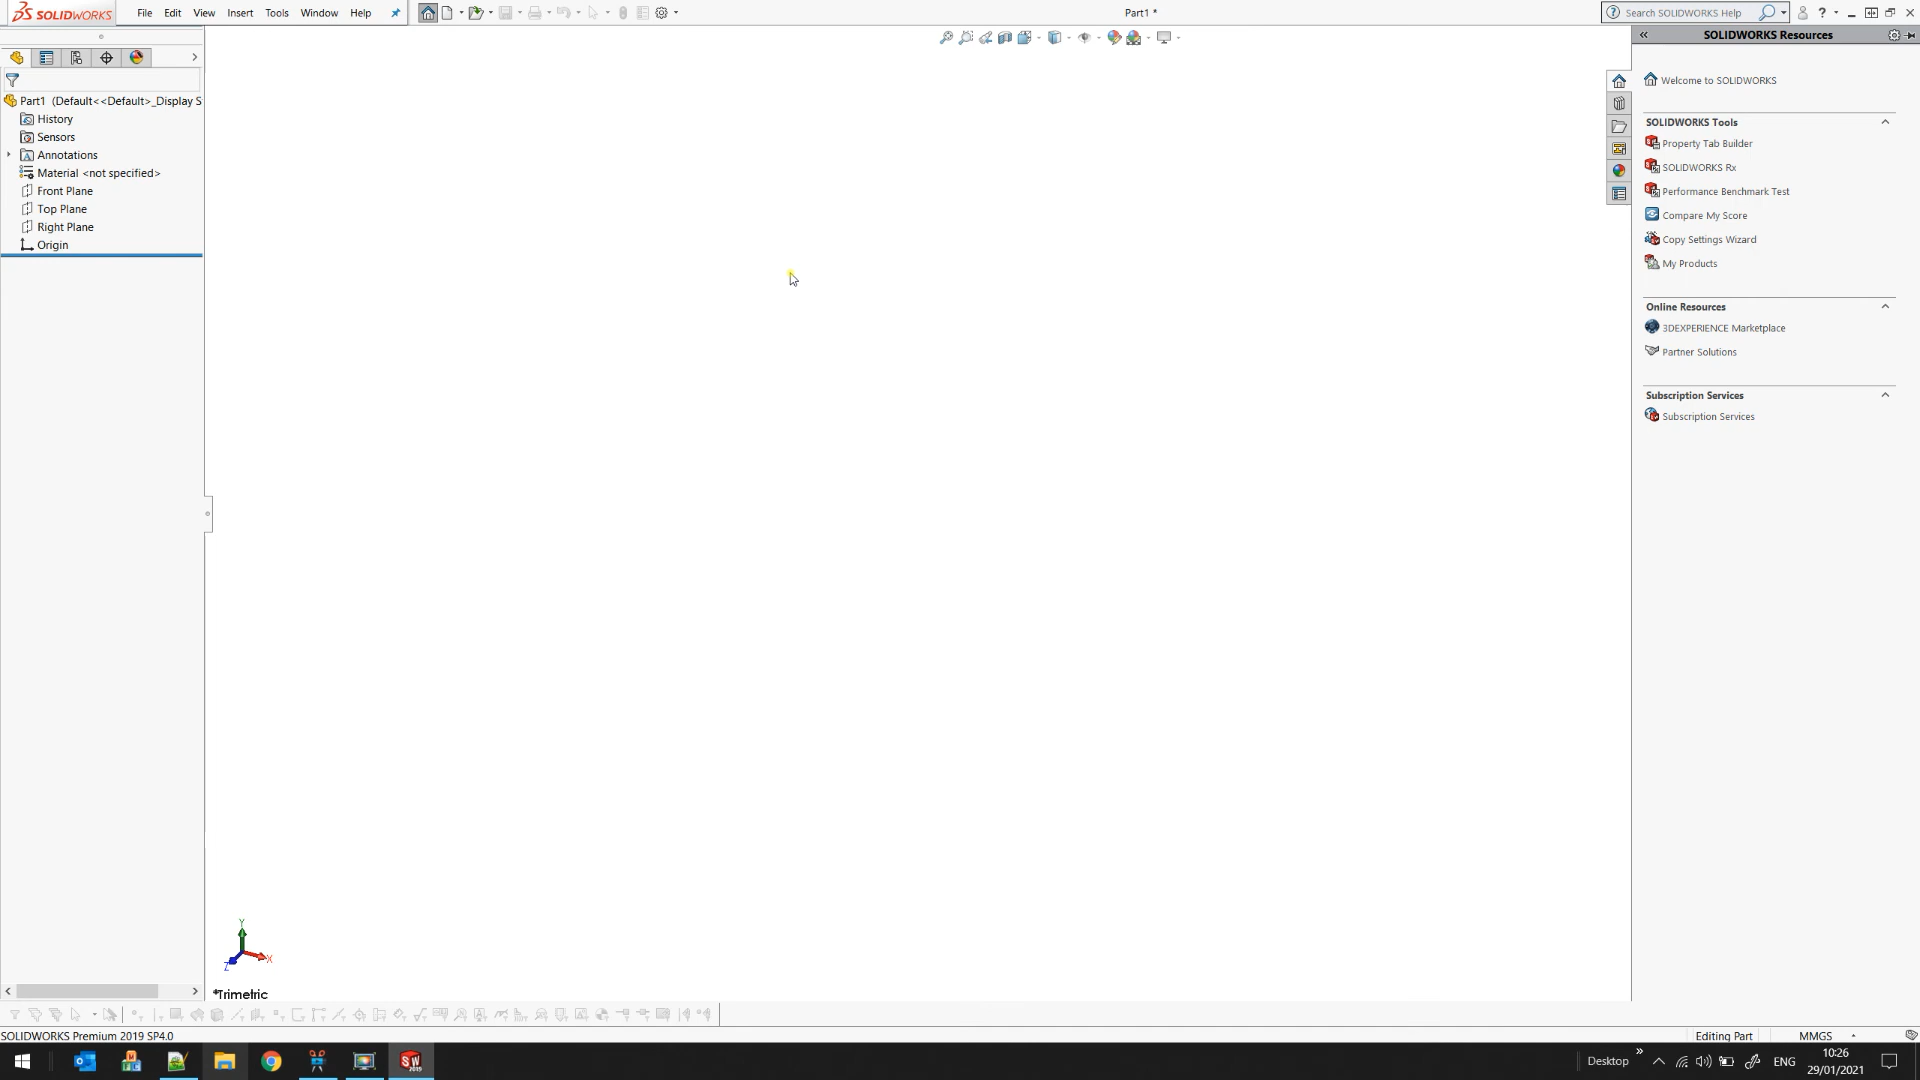 SOLIDWORKS File Edit View Insert Tools Window Help Part1 * Search SOLIDWORKS Help
SOLIDWORKS Resources
Part1 (Default<<Default>_Display S
History
Sensors
Annotations
Material <not specified>
Front Plane
Top Plane
Right Plane
Origin
Welcome to SOLIDWORKS
SOLIDWORKS Tools
Property Tab Builder
SOLIDWORKS Rx
Performance Benchmark Test
Compare My Score
Copy Settings Wizard
My Products
Online Resources
3DEXPERIENCE Marketplace
Partner Solutions
Subscription Services
Subscription Services
Y
X
Z
*Trimetric
SOLIDWORKS Premium 2019 SP4.0 Editing Part MMGS
Desktop » ENG 10:26
29/01/2021
SW
2019